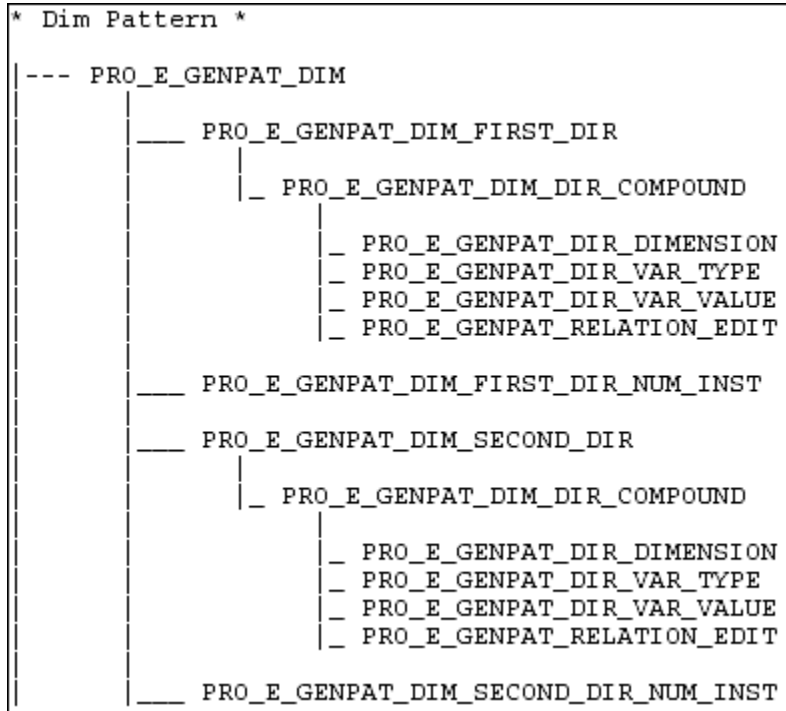 * Dim Pattern *
|--- PRO_E_GENPAT_DIM
|___ PRO_E_GENPAT_DIM_FIRST_DIR
|_ PRO_E_GENPAT_DIM_DIR_COMPOUND
|_ PRO_E_GENPAT_DIR_DIMENSION
|_ PRO_E_GENPAT_DIR_VAR_TYPE
|_ PRO_E_GENPAT_DIR_VAR_VALUE
|_ PRO_E_GENPAT_RELATION_EDIT
|___ PRO_E_GENPAT_DIM_FIRST_DIR_NUM_INST
|___ PRO_E_GENPAT_DIM_SECOND_DIR
|_ PRO_E_GENPAT_DIM_DIR_COMPOUND
|_ PRO_E_GENPAT_DIR_DIMENSION
|_ PRO_E_GENPAT_DIR_VAR_TYPE
|_ PRO_E_GENPAT_DIR_VAR_VALUE
|_ PRO_E_GENPAT_RELATION_EDIT
|___ PRO_E_GENPAT_DIM_SECOND_DIR_NUM_INST